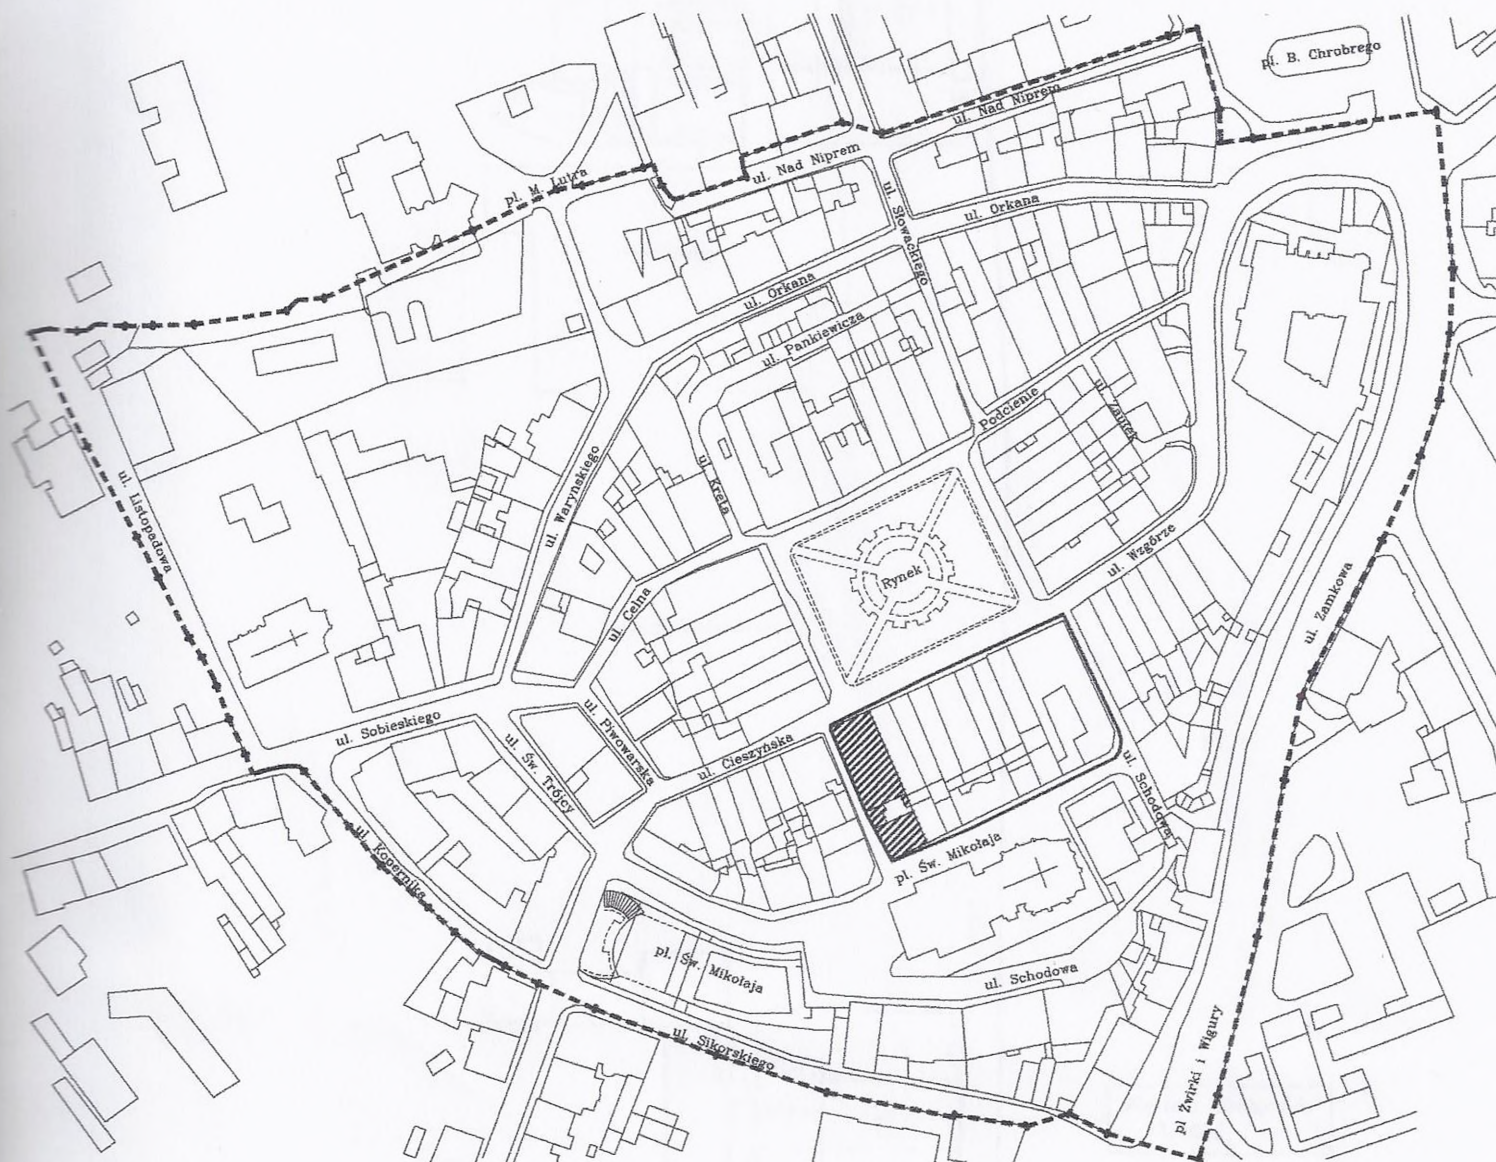 pl. B. Chrobrego
ul. Nad Niprem
ul. Nad Niprem
pl. M. Lutra
ul. Słowackiego
ul. Orkana
ul. Orkana
ul. Pankiewicza
Podcienie
ul. Zamek
ul. Kręta
ul. Waryńskiego
ul. Listopadowa
Rynek
ul. Wzgórze
ul. Celna
ul. Zamkowa
ul. Sobieskiego
ul. Piwowarska
ul. Św. Trójcy
ul. Cieszyńska
ul. Schodowa
ul. Kopernika
pl. Św. Mikołaja
pl. Św. Mikołaja
ul. Schodowa
ul. Sikorskiego
pl Żwirki i Wigury